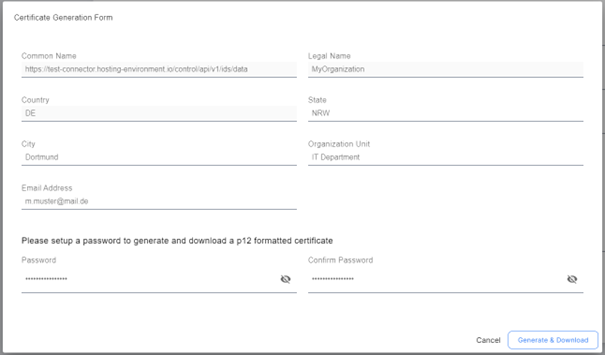 Certificate Generation Form
Common Name
https://test-connector.hosting-environment.io/control/api/v1/ids/data
Legal Name
MyOrganization
Country
DE
State
NRW
City
Dortmund
Organization Unit
IT Department
Email Address
m.muster@mail.de
Please setup a password to generate and download a p12 formatted certificate
Password
••••••••••••••••
Confirm Password
••••••••••••••••
Cancel
Generate & Download